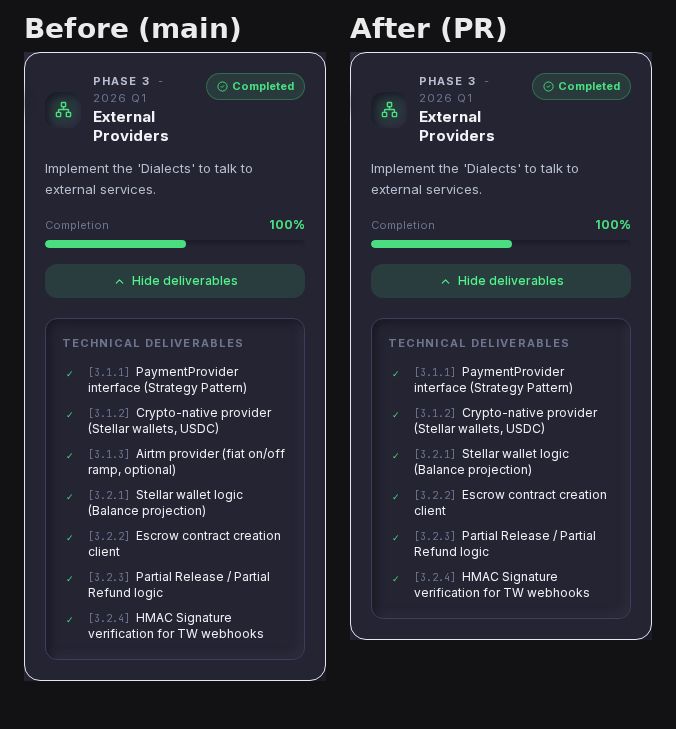 Before (main)
PHASE 3 -
2026 Q1
Completed
External
Providers
Implement the 'Dialects' to talk to
external services.
Completion 100%
Hide deliverables
TECHNICAL DELIVERABLES
✓ [3.1.1] PaymentProvider
interface (Strategy Pattern)
✓ [3.1.2] Crypto-native provider
(Stellar wallets, USDC)
✓ [3.1.3] Airtm provider (fiat on/off
ramp, optional)
✓ [3.2.1] Stellar wallet logic
(Balance projection)
✓ [3.2.2] Escrow contract creation
client
✓ [3.2.3] Partial Release / Partial
Refund logic
✓ [3.2.4] HMAC Signature
verification for TW webhooks
After (PR)
PHASE 3 -
2026 Q1
Completed
External
Providers
Implement the 'Dialects' to talk to
external services.
Completion 100%
Hide deliverables
TECHNICAL DELIVERABLES
✓ [3.1.1] PaymentProvider
interface (Strategy Pattern)
✓ [3.1.2] Crypto-native provider
(Stellar wallets, USDC)
✓ [3.2.1] Stellar wallet logic
(Balance projection)
✓ [3.2.2] Escrow contract creation
client
✓ [3.2.3] Partial Release / Partial
Refund logic
✓ [3.2.4] HMAC Signature
verification for TW webhooks